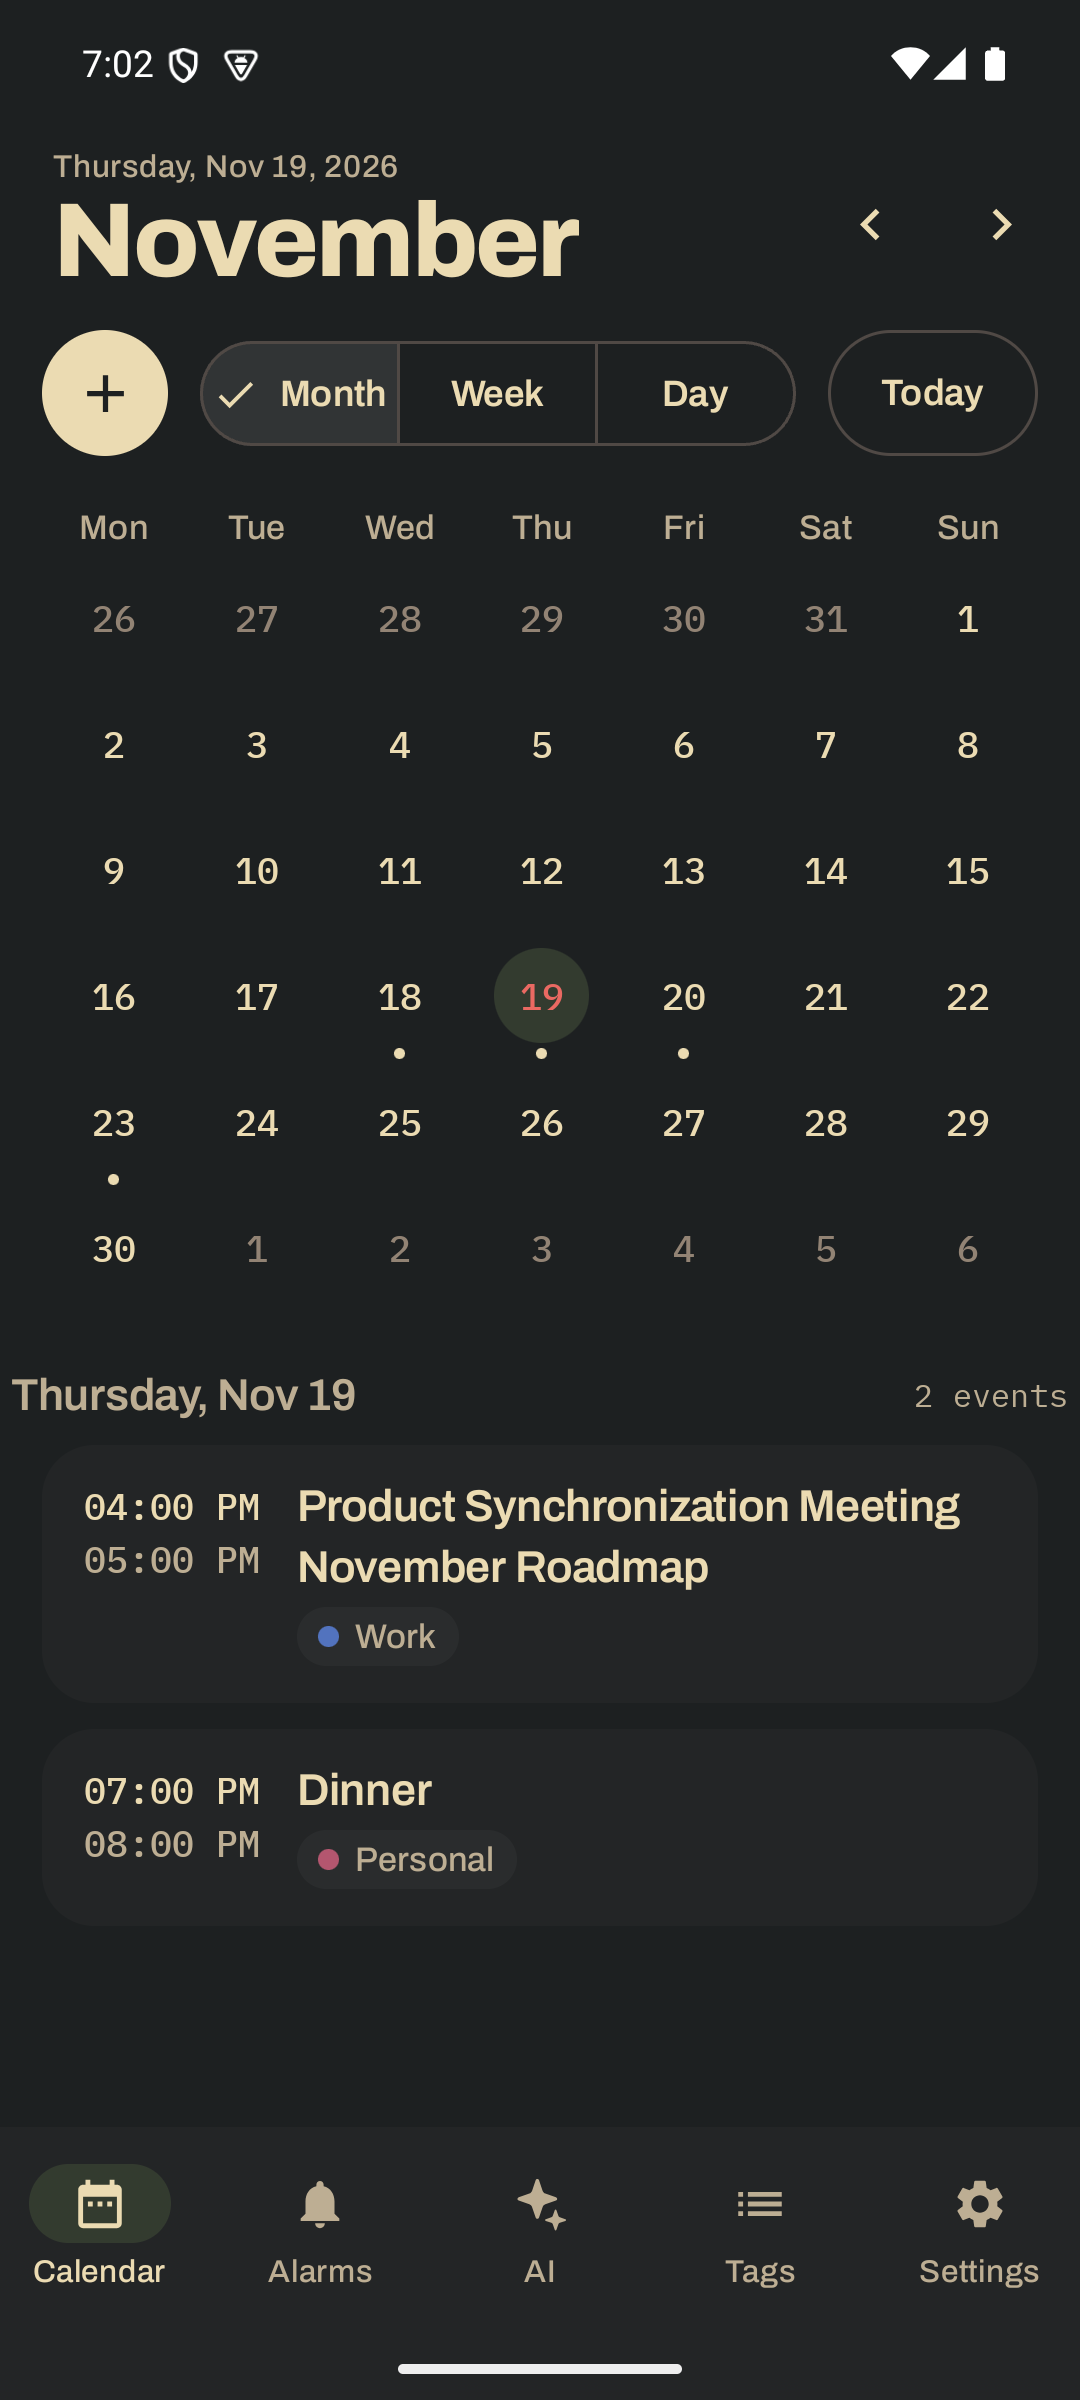 7:02
Thursday, Nov 19, 2026
November
Month Week Day Today
Mon Tue Wed Thu Fri Sat Sun
26 27 28 29 30 31 1
2 3 4 5 6 7 8
9 10 11 12 13 14 15
16 17 18 19 20 21 22
23 24 25 26 27 28 29
30 1 2 3 4 5 6
Thursday, Nov 19 2 events
04:00 PM Product Synchronization Meeting
05:00 PM November Roadmap
Work
07:00 PM Dinner
08:00 PM Personal
Calendar Alarms AI Tags Settings